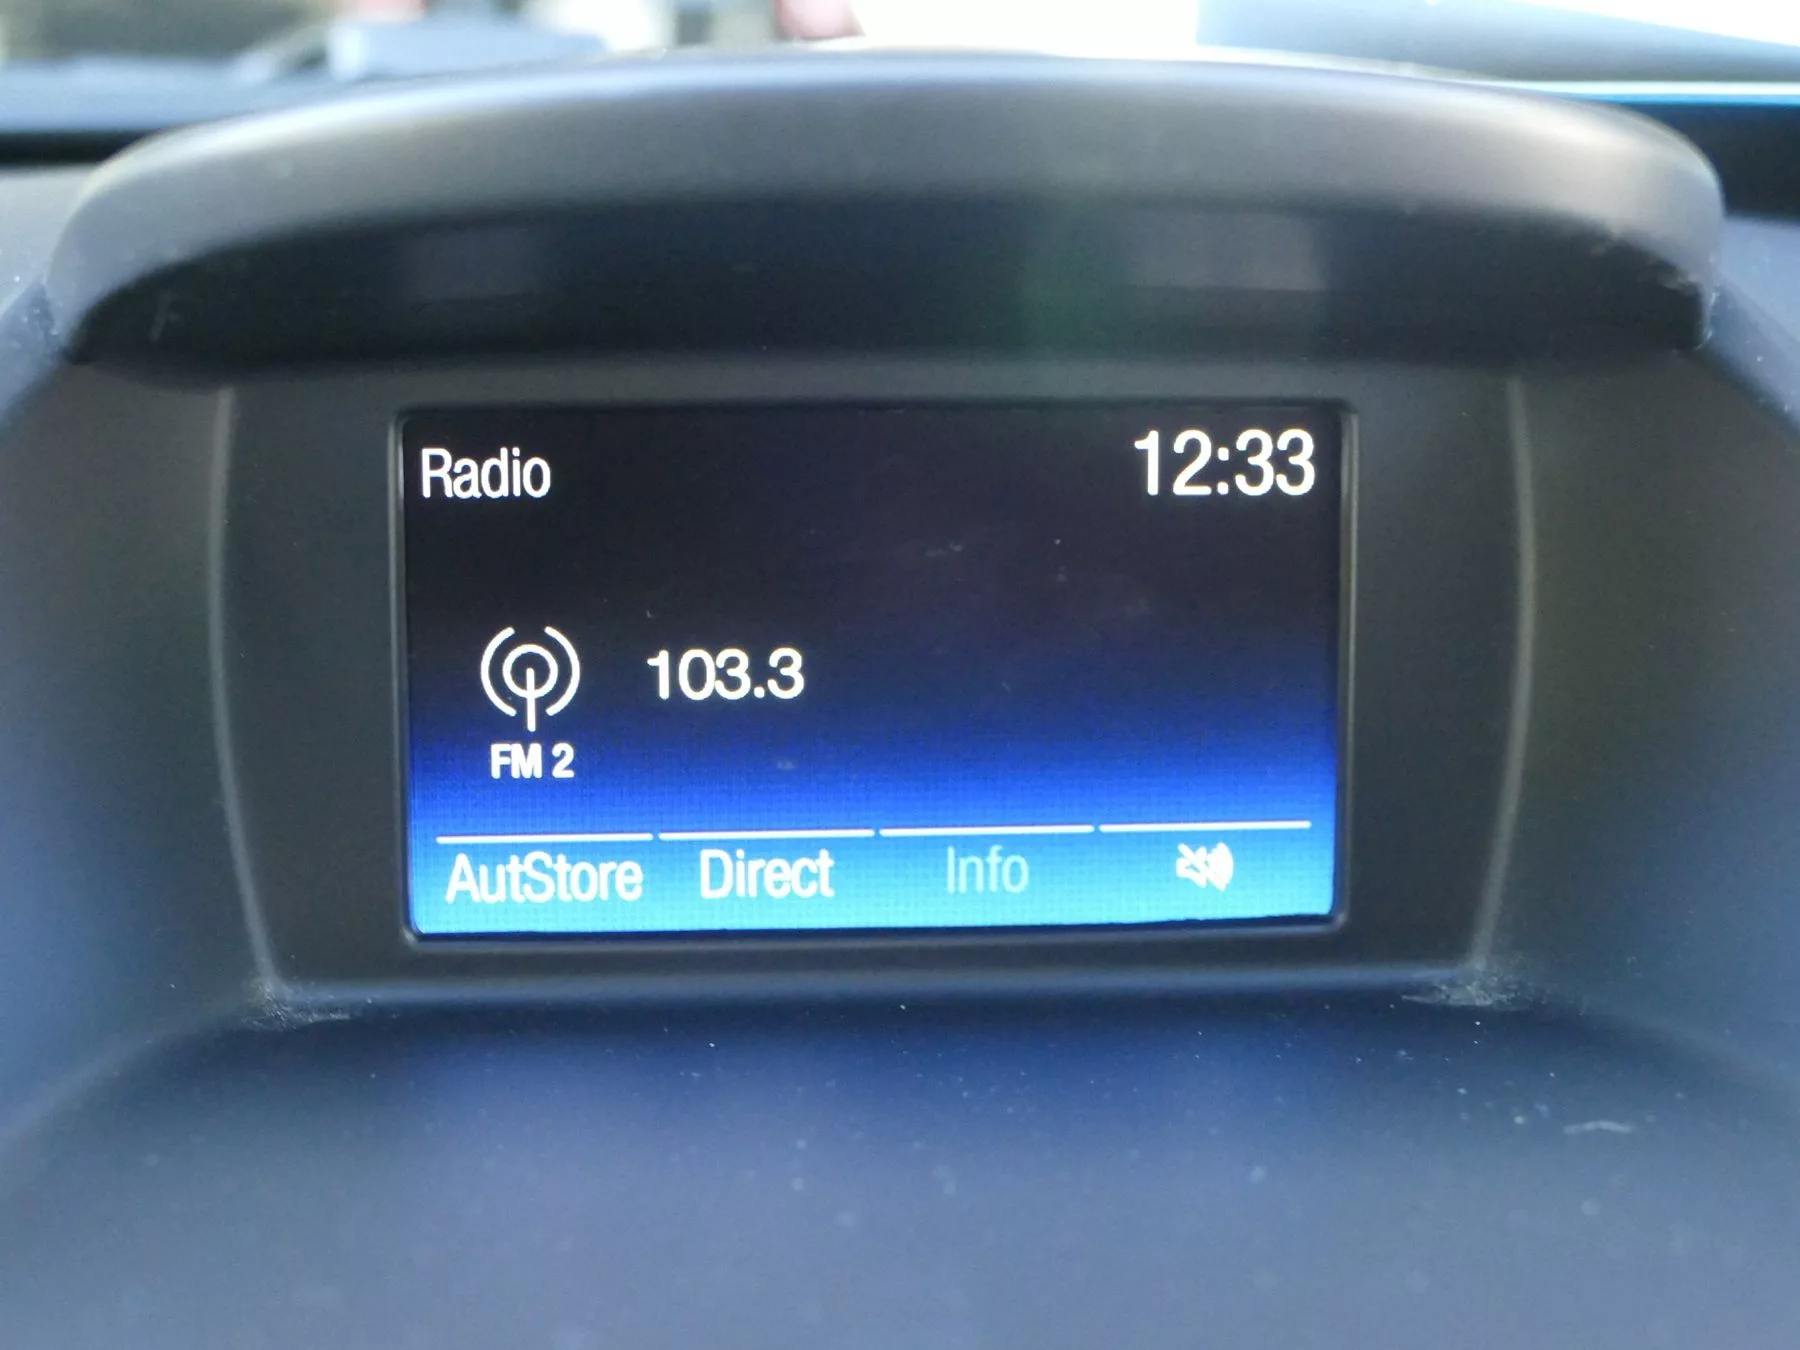 Radio 12:33
103.3
FM 2
AutStore Direct Info